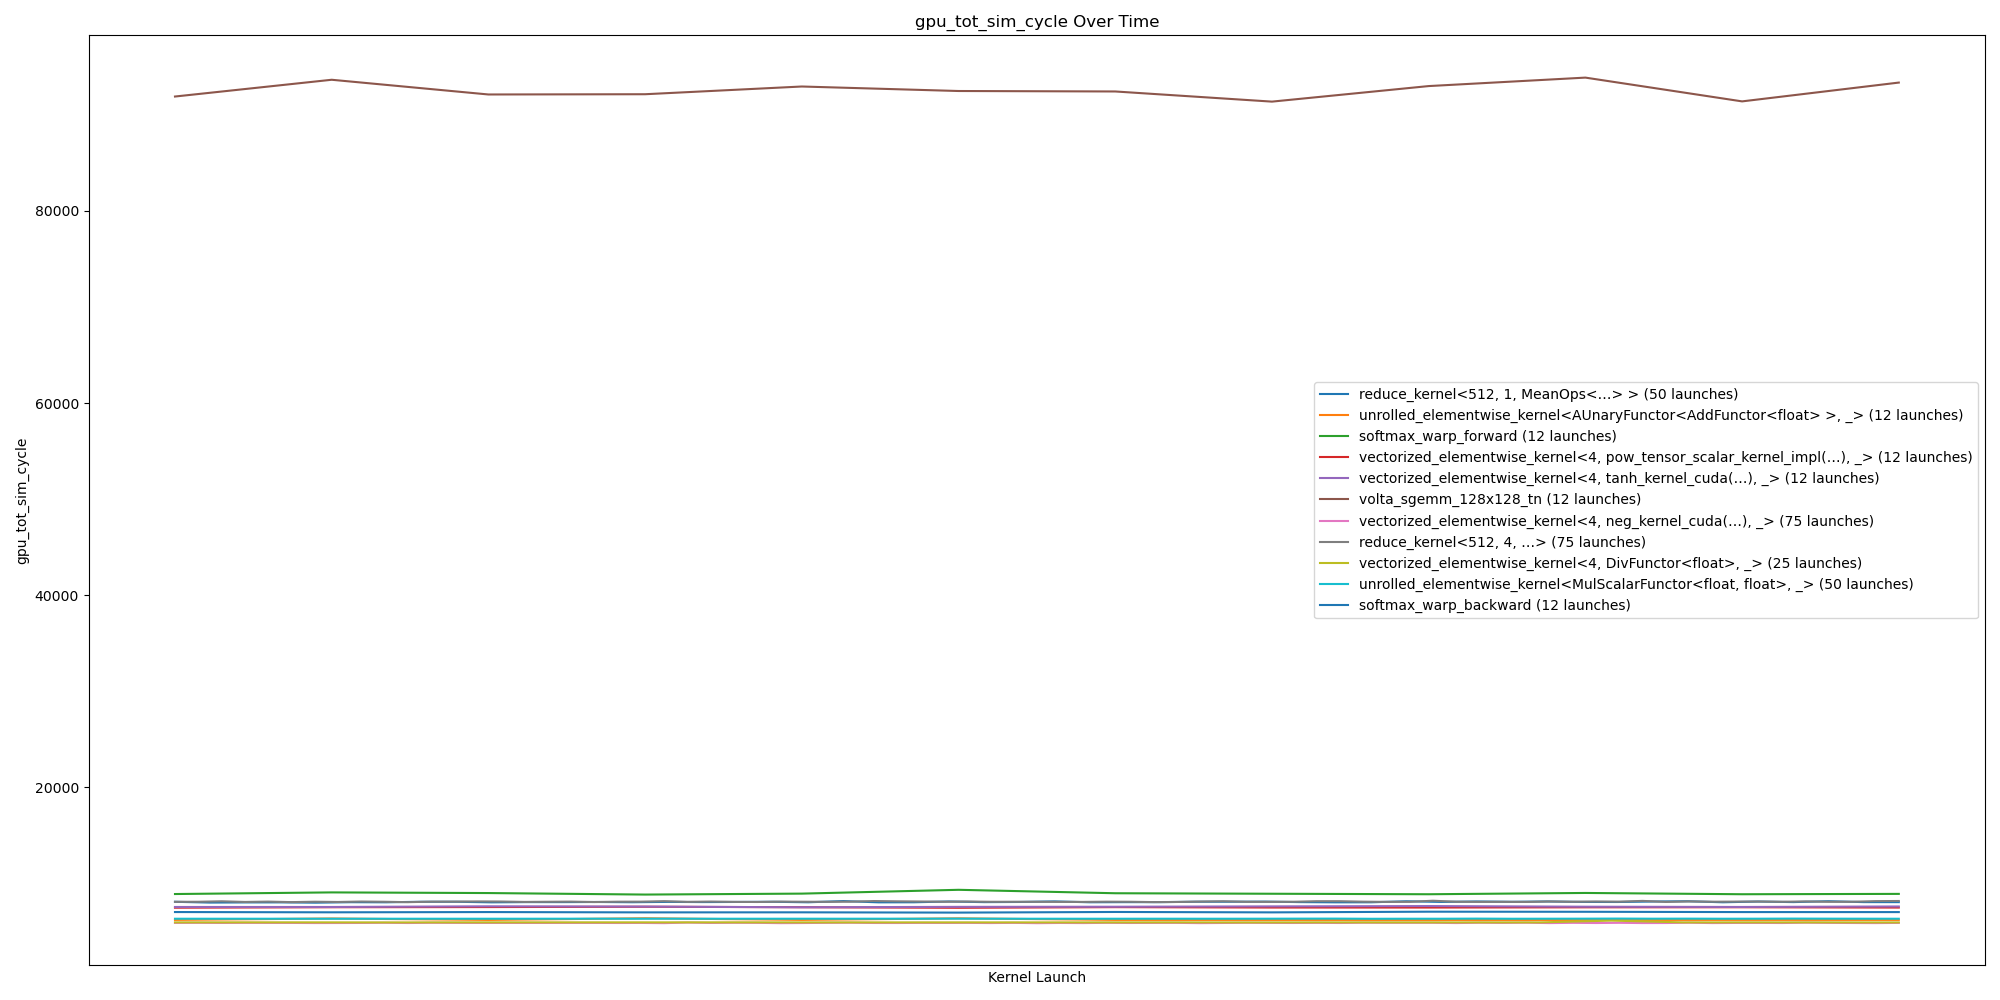 gpu_tot_sim_cycle Over Time
80000
60000
40000
20000
gpu_tot_sim_cycle
reduce_kernel<512, 1, MeanOps<...> > (50 launches)
unrolled_elementwise_kernel<AUnaryFunctor<AddFunctor<float> >, _> (12 launches)
softmax_warp_forward (12 launches)
vectorized_elementwise_kernel<4, pow_tensor_scalar_kernel_impl(...), _> (12 launches)
vectorized_elementwise_kernel<4, tanh_kernel_cuda(...), _> (12 launches)
volta_sgemm_128x128_tn (12 launches)
vectorized_elementwise_kernel<4, neg_kernel_cuda(...), _> (75 launches)
reduce_kernel<512, 4, ...> (75 launches)
vectorized_elementwise_kernel<4, DivFunctor<float>, _> (25 launches)
unrolled_elementwise_kernel<MulScalarFunctor<float, float>, _> (50 launches)
softmax_warp_backward (12 launches)
Kernel Launch